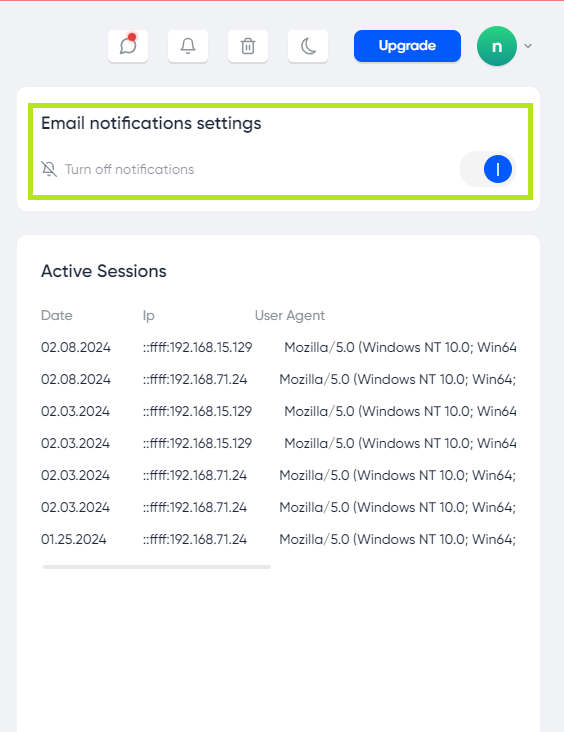 Upgrade
n
Email notifications settings
Turn off notifications
Active Sessions
Date Ip User Agent
02.08.2024 ::ffff:192.168.15.129 Mozilla/5.0 (Windows NT 10.0; Win64
02.08.2024 ::ffff:192.168.71.24 Mozilla/5.0 (Windows NT 10.0; Win64;
02.03.2024 ::ffff:192.168.15.129 Mozilla/5.0 (Windows NT 10.0; Win64
02.03.2024 ::ffff:192.168.15.129 Mozilla/5.0 (Windows NT 10.0; Win64
02.03.2024 ::ffff:192.168.71.24 Mozilla/5.0 (Windows NT 10.0; Win64;
02.03.2024 ::ffff:192.168.71.24 Mozilla/5.0 (Windows NT 10.0; Win64;
01.25.2024 ::ffff:192.168.71.24 Mozilla/5.0 (Windows NT 10.0; Win64;